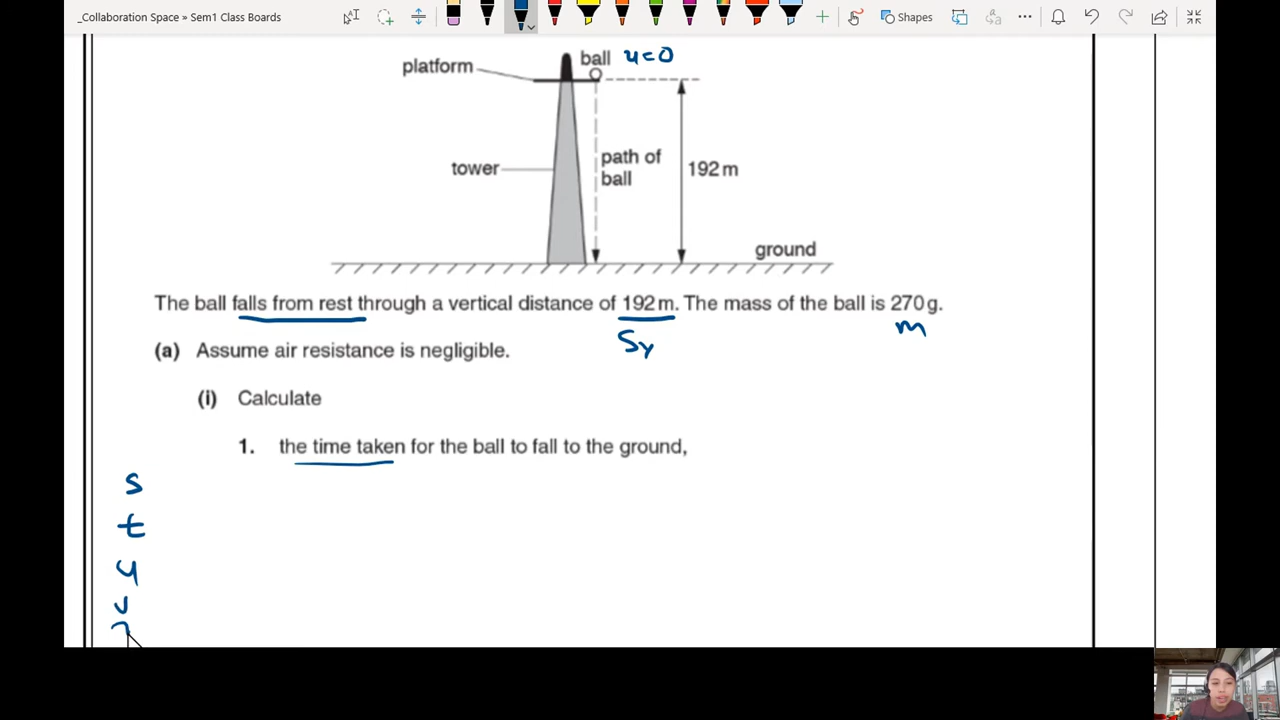 _Collaboration Space » Sem1 Class Boards
Shapes
platform
ball u=0
tower
path of
ball
192 m
ground
The ball falls from rest through a vertical distance of 192 m. The mass of the ball is 270 g.
Sy
m
(a) Assume air resistance is negligible.
(i) Calculate
1. the time taken for the ball to fall to the ground,
s
t
u
v